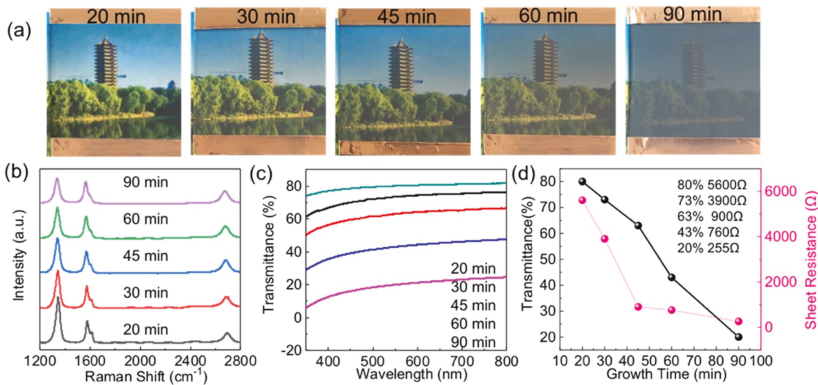 20 min 30 min 45 min 60 min 90 min
(a)
(b)
90 min
60 min
45 min
30 min
20 min
Intensity (a.u.)
1200 1600 2000 2400 2800
Raman Shift (cm⁻¹)
(c)
80
60
40
20
0
-20
Transmittance (%)
20 min
30 min
45 min
60 min
90 min
400 500 600 700 800
Wavelength (nm)
(d)
80
70
60
50
40
30
20
Transmittance(%)
80% 5600Ω
73% 3900Ω
63% 900Ω
43% 760Ω
20% 255Ω
6000
4000
2000
0
Sheet Resistance (Ω)
10 20 30 40 50 60 70 80 90 100
Growth Time (min)